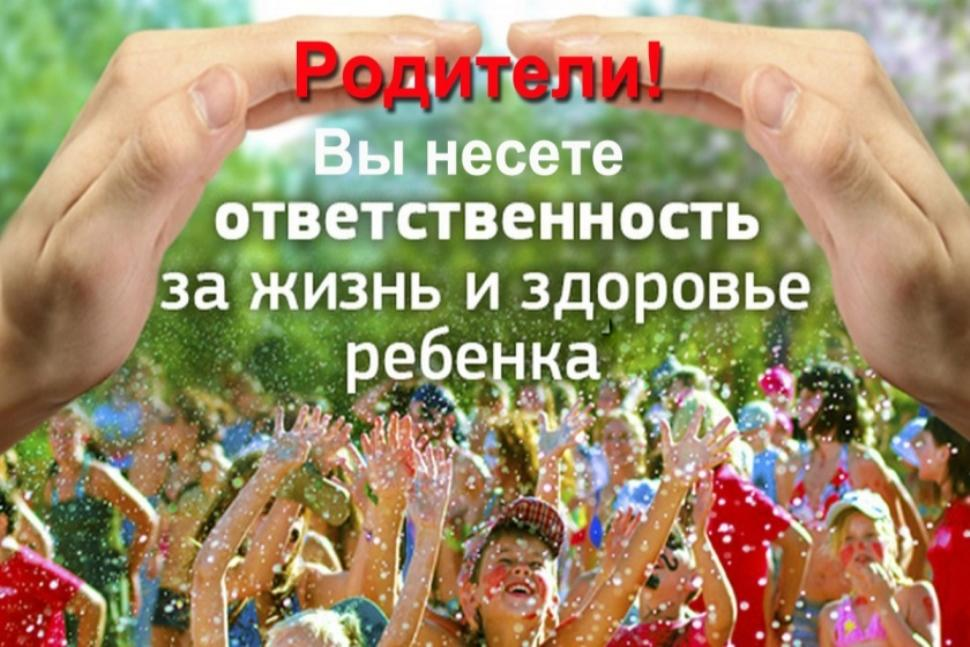 Родители!
Вы несете
ответственность
за жизнь и здоровье
ребенка